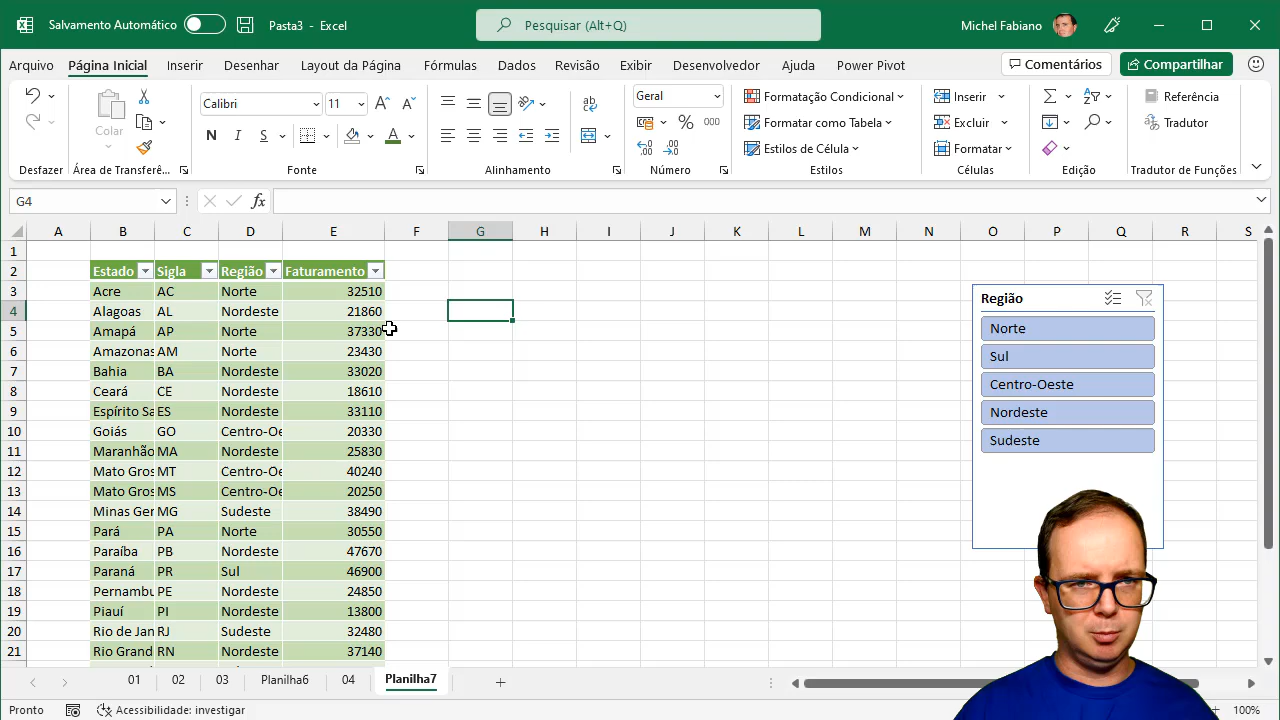 Salvamento Automático
Pasta3 - Excel
Pesquisar (Alt+Q)
Michel Fabiano
Arquivo
Página Inicial
Inserir
Desenhar
Layout da Página
Fórmulas
Dados
Revisão
Exibir
Desenvolvedor
Ajuda
Power Pivot
Comentários
Compartilhar
Colar
Calibri
11
N I S
Geral
% 000
Formatação Condicional
Formatar como Tabela
Estilos de Célula
Inserir
Excluir
Formatar
Referência
Tradutor
Desfazer
Área de Transferê...
Fonte
Alinhamento
Número
Estilos
Células
Edição
Tradutor de Funções
G4
fx
A B C D E F G H I J K L M N O P Q R S
1
2 Estado Sigla Região Faturamento
3 Acre AC Norte 32510
4 Alagoas AL Nordeste 21860
5 Amapá AP Norte 37330
6 Amazonas AM Norte 23430
7 Bahia BA Nordeste 33020
8 Ceará CE Nordeste 18610
9 Espírito Sa ES Nordeste 33110
10 Goiás GO Centro-Oe 20330
11 Maranhão MA Nordeste 25830
12 Mato Gros MT Centro-Oe 40240
13 Mato Gros MS Centro-Oe 20250
14 Minas Ger MG Sudeste 38490
15 Pará PA Norte 30550
16 Paraíba PB Nordeste 47670
17 Paraná PR Sul 46900
18 Pernambu PE Nordeste 24850
19 Piauí PI Nordeste 13800
20 Rio de Jan RJ Sudeste 32480
21 Rio Grand RN Nordeste 37140
Região
Norte
Sul
Centro-Oeste
Nordeste
Sudeste
01 02 03 Planilha6 04 Planilha7
Pronto
Acessibilidade: investigar
100%